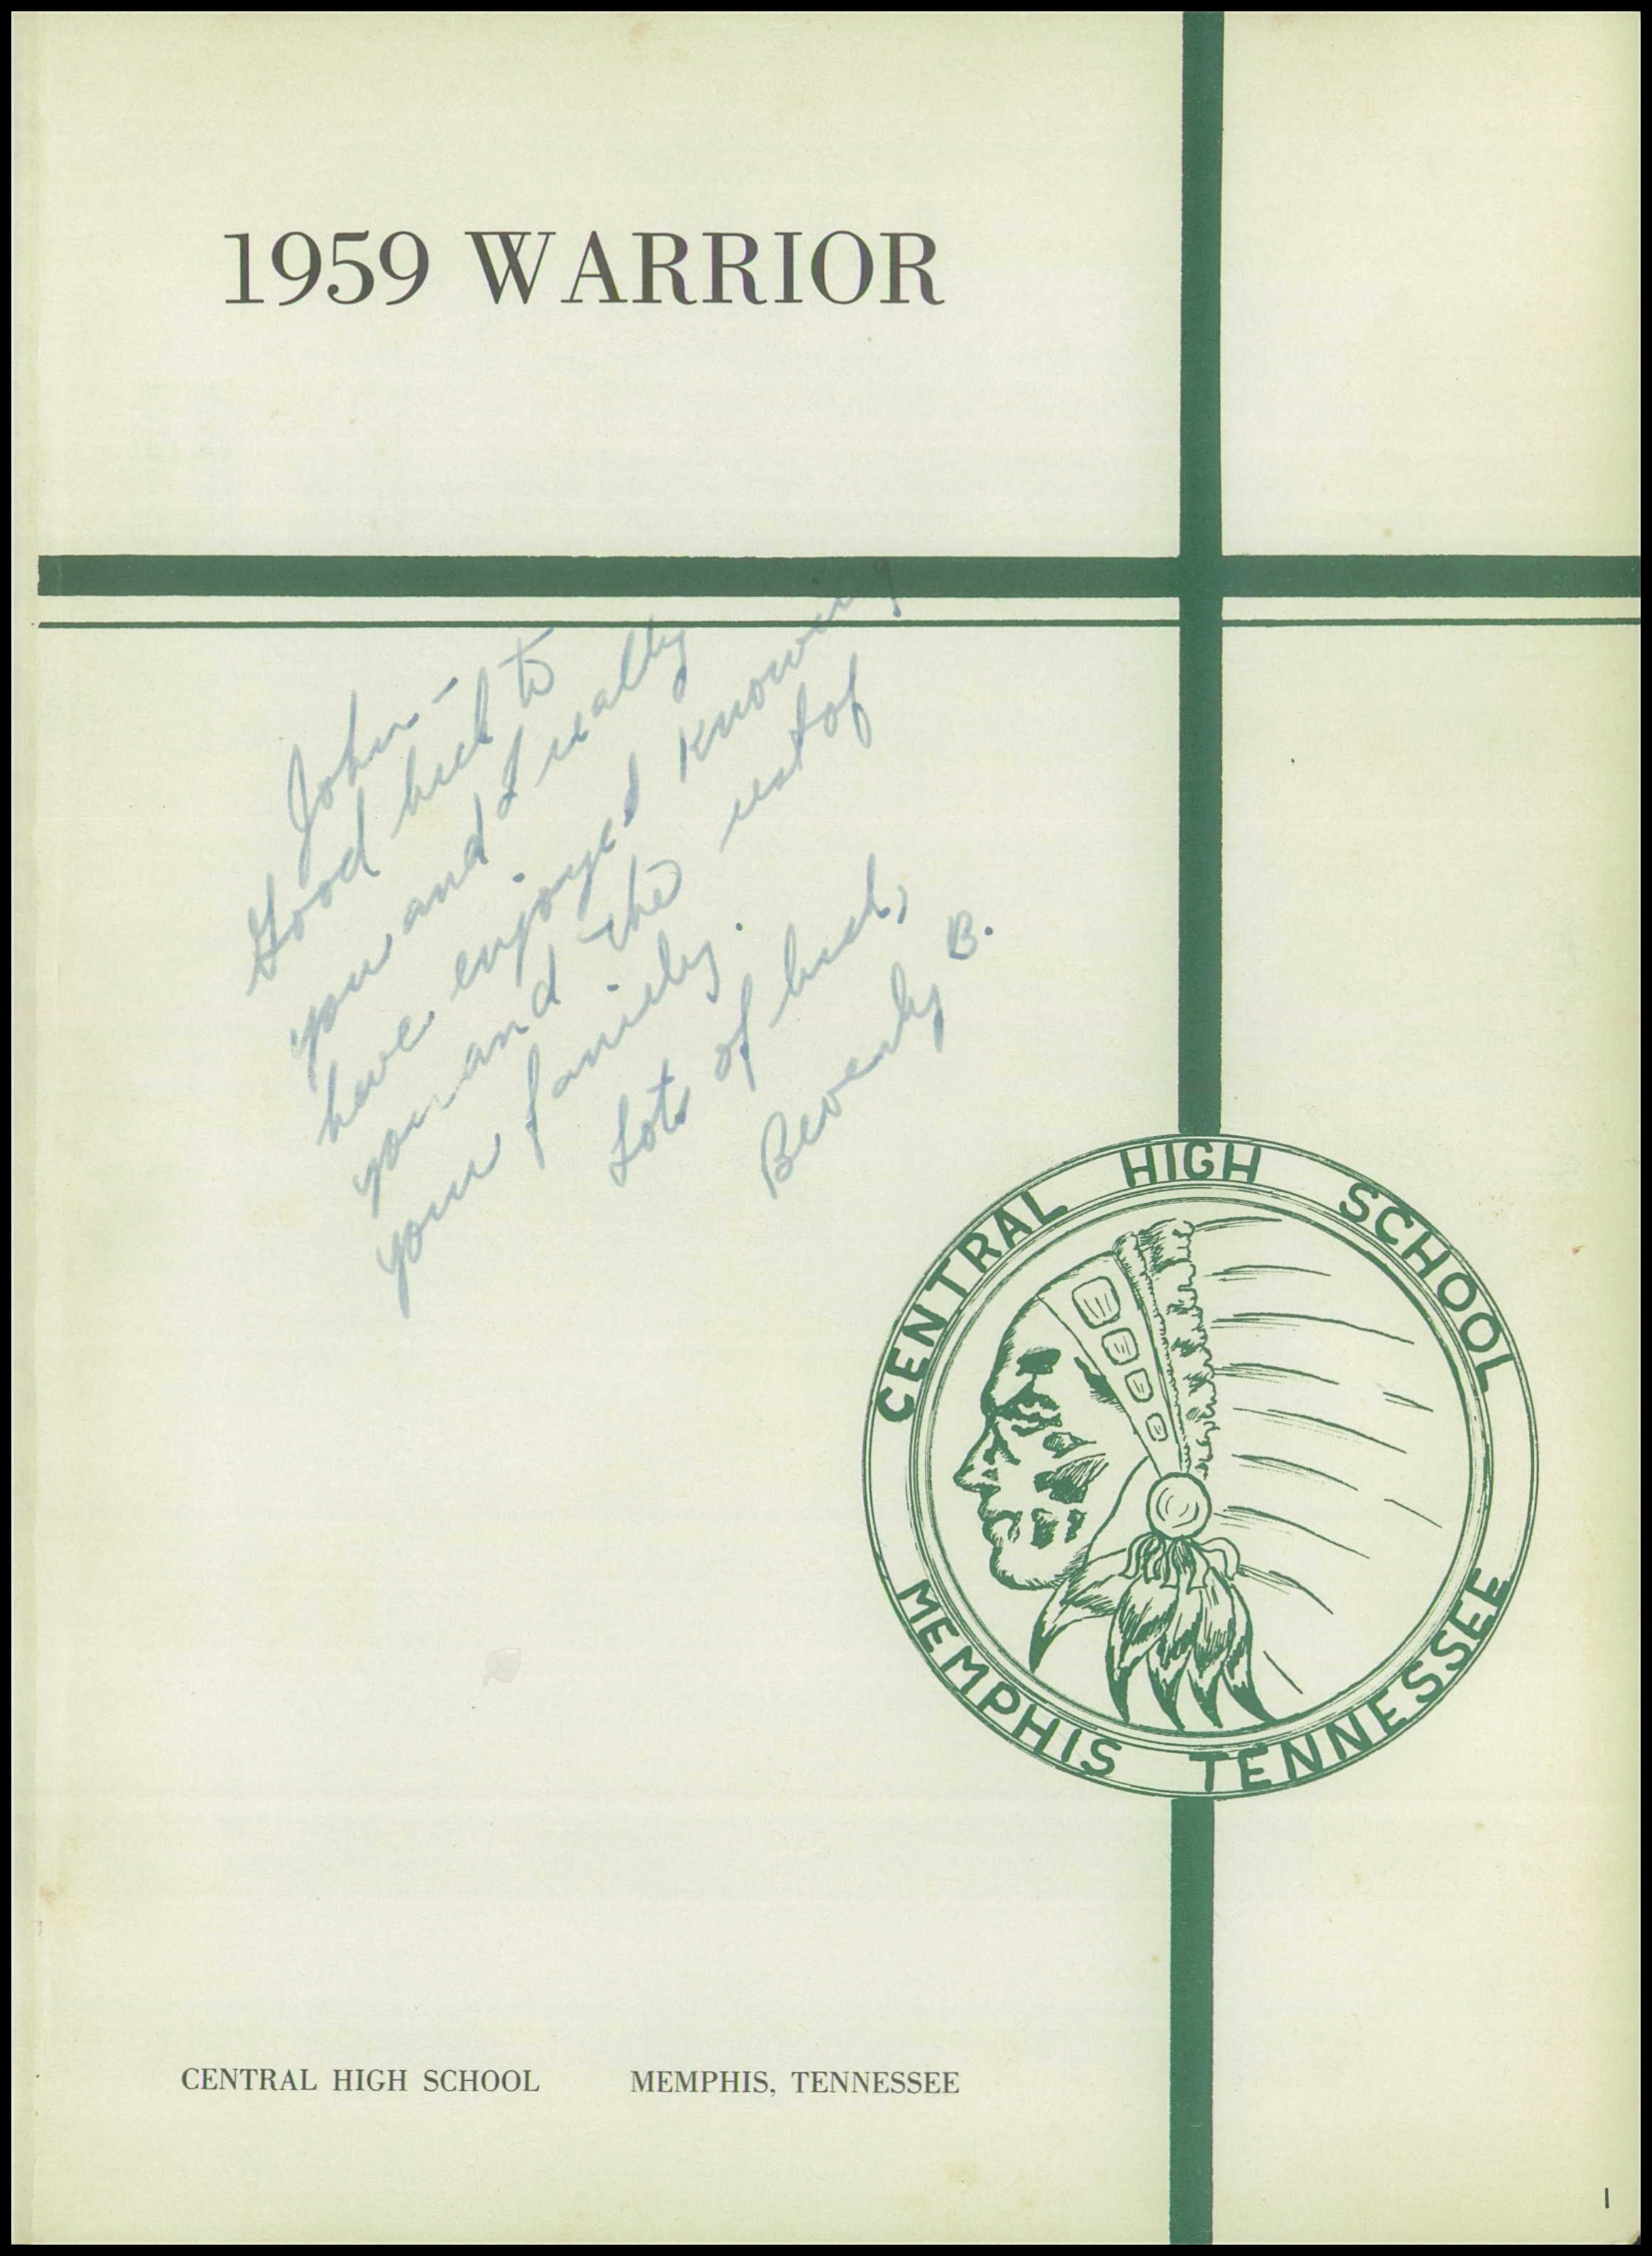 1959 WARRIOR
John -
Good luck to
you and I really
have enjoyed knowing
you and the rest of
your family.
Lots of luck,
Beverly B.
CENTRAL HIGH SCHOOL
MEMPHIS TENNESSEE
CENTRAL HIGH SCHOOL MEMPHIS, TENNESSEE
1